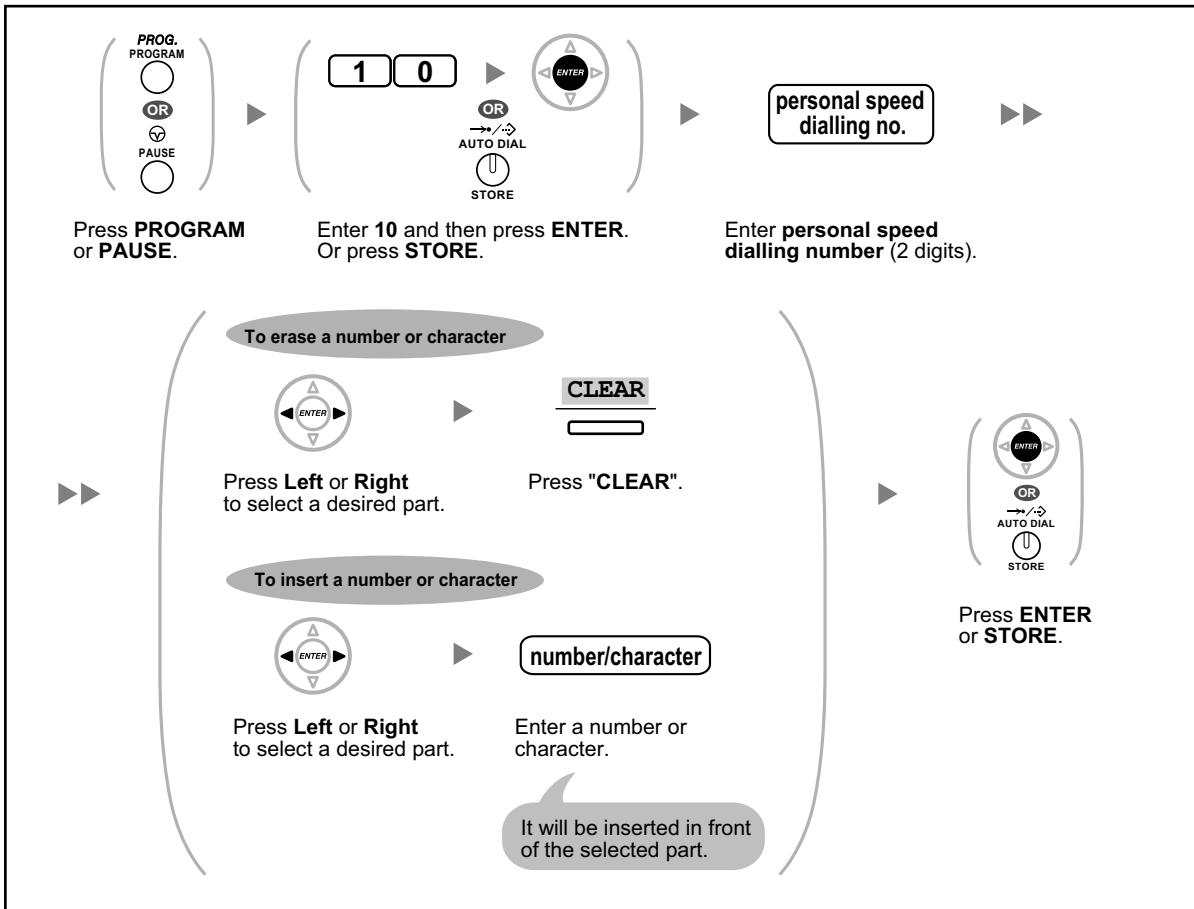 PROG.
PROGRAM
OR
PAUSE
1 0
ENTER
OR
AUTO DIAL
STORE
personal speed
dialling no.
Press PROGRAM
or PAUSE.
Enter 10 and then press ENTER.
Or press STORE.
Enter personal speed
dialling number (2 digits).
To erase a number or character
ENTER
CLEAR
Press Left or Right
to select a desired part.
Press "CLEAR".
To insert a number or character
ENTER
number/character
Press Left or Right
to select a desired part.
Enter a number or
character.
It will be inserted in front
of the selected part.
ENTER
OR
AUTO DIAL
STORE
Press ENTER
or STORE.